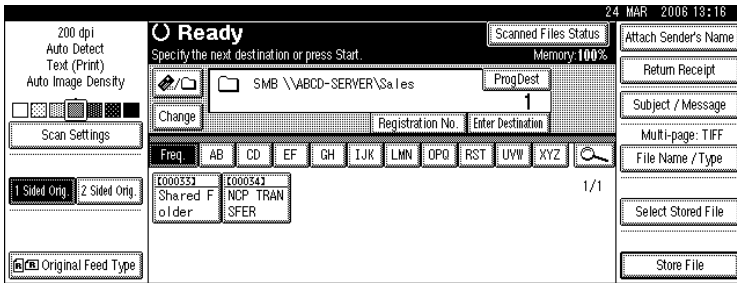 24 MAR 2006 13:16
200 dpi
Auto Detect
Text (Print)
Auto Image Density
Scan Settings
1 Sided Orig. 2 Sided Orig.
Original Feed Type
Ready
Scanned Files Status
Specify the next destination or press Start.
Memory:100%
SMB \\ABCD-SERVER\Sales
ProgDest
1
Change
Registration No.
Enter Destination
Freq. AB CD EF GH IJK LMN OPQ RST UVW XYZ
[00033] [00034]
Shared F NCP TRAN
older SFER
1/1
Attach Sender's Name
Return Receipt
Subject / Message
Multi-page: TIFF
File Name / Type
Select Stored File
Store File